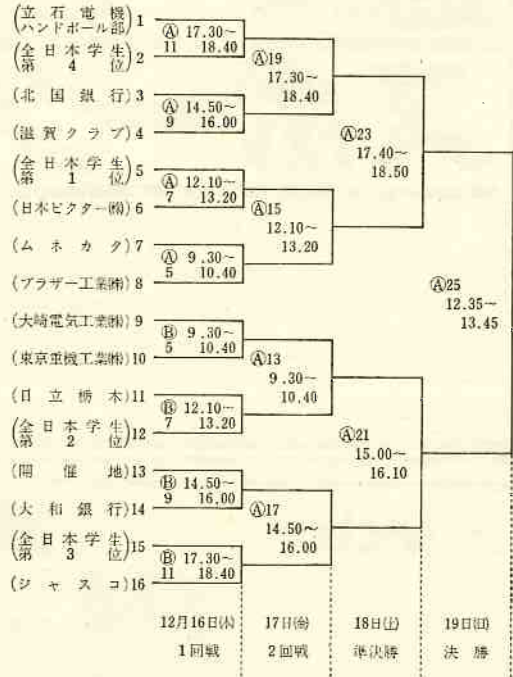 (立石電機ハンドボール部) 1
Ⓐ 17.30～
11 18.40
(全日本学生第4位) 2
Ⓐ19
17.30～
18.40
(北国銀行) 3
Ⓐ 14.50～
9 16.00
(滋賀クラブ) 4
Ⓐ23
17.40～
18.50
(全日本学生第1位) 5
Ⓐ 12.10～
7 13.20
(日本ビクター㈱) 6
Ⓐ15
12.10～
13.20
(ムネカタ) 7
Ⓐ 9.30～
5 10.40
(ブラザー工業㈱) 8
Ⓐ25
12.35～
13.45
(大崎電気工業㈱) 9
Ⓑ 9.30～
5 10.40
(東京重機工業㈱) 10
Ⓐ13
9.30～
10.40
(日立栃木) 11
Ⓑ 12.10～
7 13.20
(全日本学生第2位) 12
Ⓐ21
15.00～
16.10
(開催地) 13
Ⓑ 14.50～
9 16.00
(大和銀行) 14
Ⓐ17
14.50～
16.00
(全日本学生第3位) 15
Ⓑ 17.30～
11 18.40
(ジャスコ) 16
12月16日(木) 17日(金) 18日(土) 19日(日)
1回戦 2回戦 準決勝 決勝